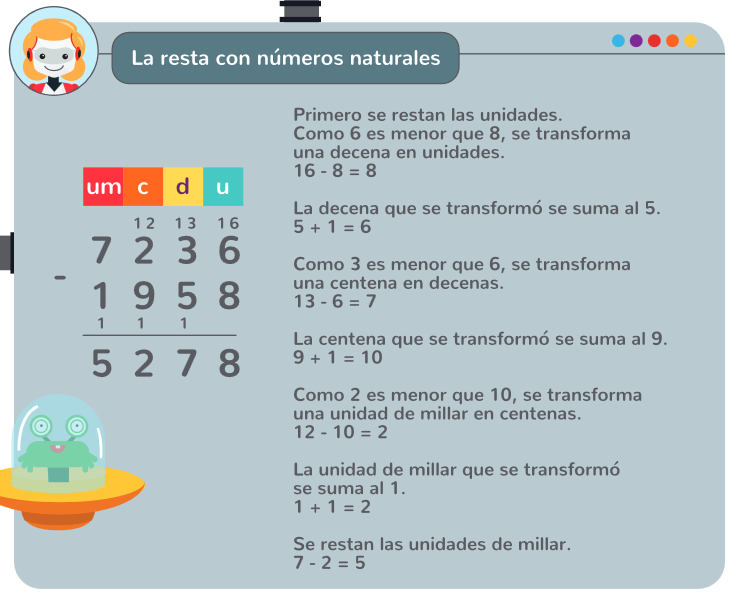 La resta con números naturales
um c d u
12 13 16
7 2 3 6
-
1 9 5 8
1 1 1
5 2 7 8
Primero se restan las unidades.
Como 6 es menor que 8, se transforma
una decena en unidades.
16 - 8 = 8
La decena que se transformó se suma al 5.
5 + 1 = 6
Como 3 es menor que 6, se transforma
una centena en decenas.
13 - 6 = 7
La centena que se transformó se suma al 9.
9 + 1 = 10
Como 2 es menor que 10, se transforma
una unidad de millar en centenas.
12 - 10 = 2
La unidad de millar que se transformó
se suma al 1.
1 + 1 = 2
Se restan las unidades de millar.
7 - 2 = 5